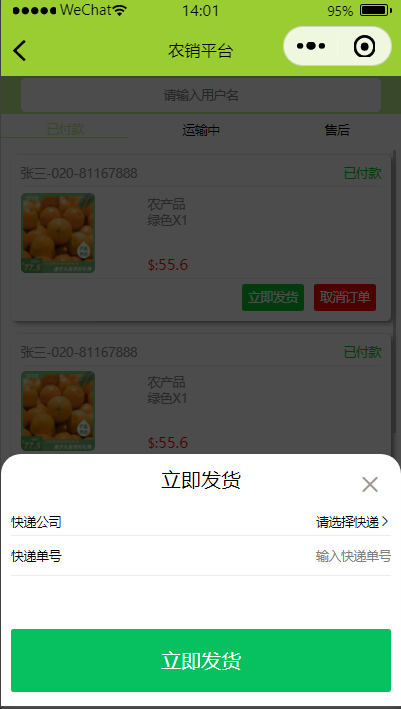 WeChat 14:01 95%
农销平台
请输入用户名
已付款 运输中 售后
张三-020-81167888 已付款
农产品
绿色X1
77.5
$:55.6
立即发货 取消订单
张三-020-81167888 已付款
农产品
绿色X1
77.5
$:55.6
立即发货
快递公司 请选择快递
快递单号 输入快递单号
立即发货